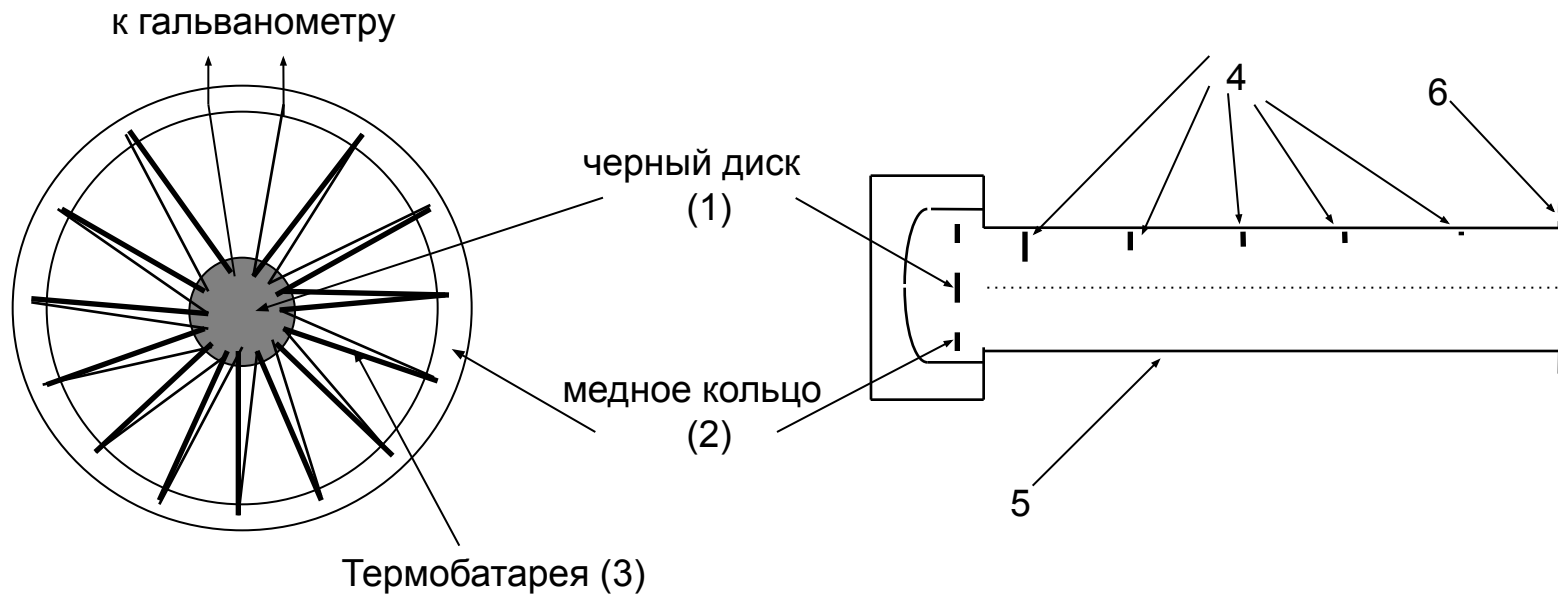 к гальванометру
4
6
черный диск
(1)
медное кольцо
(2)
5
Термобатарея (3)